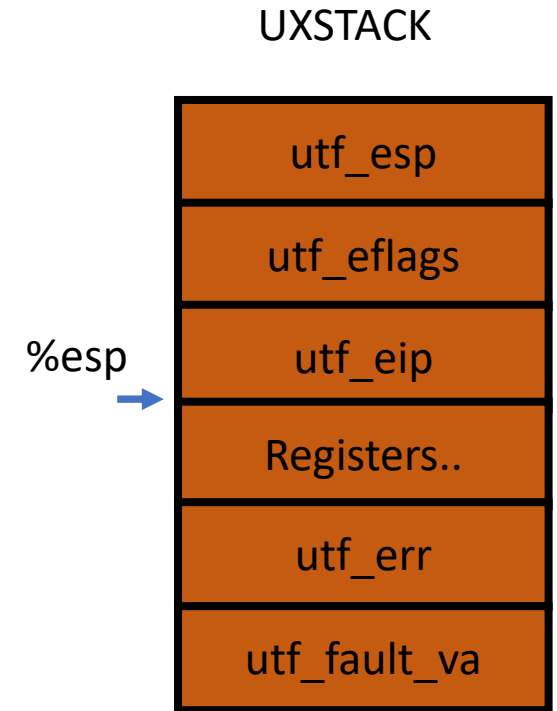 UXSTACK
utf_esp
utf_eflags
%esp
utf_eip
Registers..
utf_err
utf_fault_va